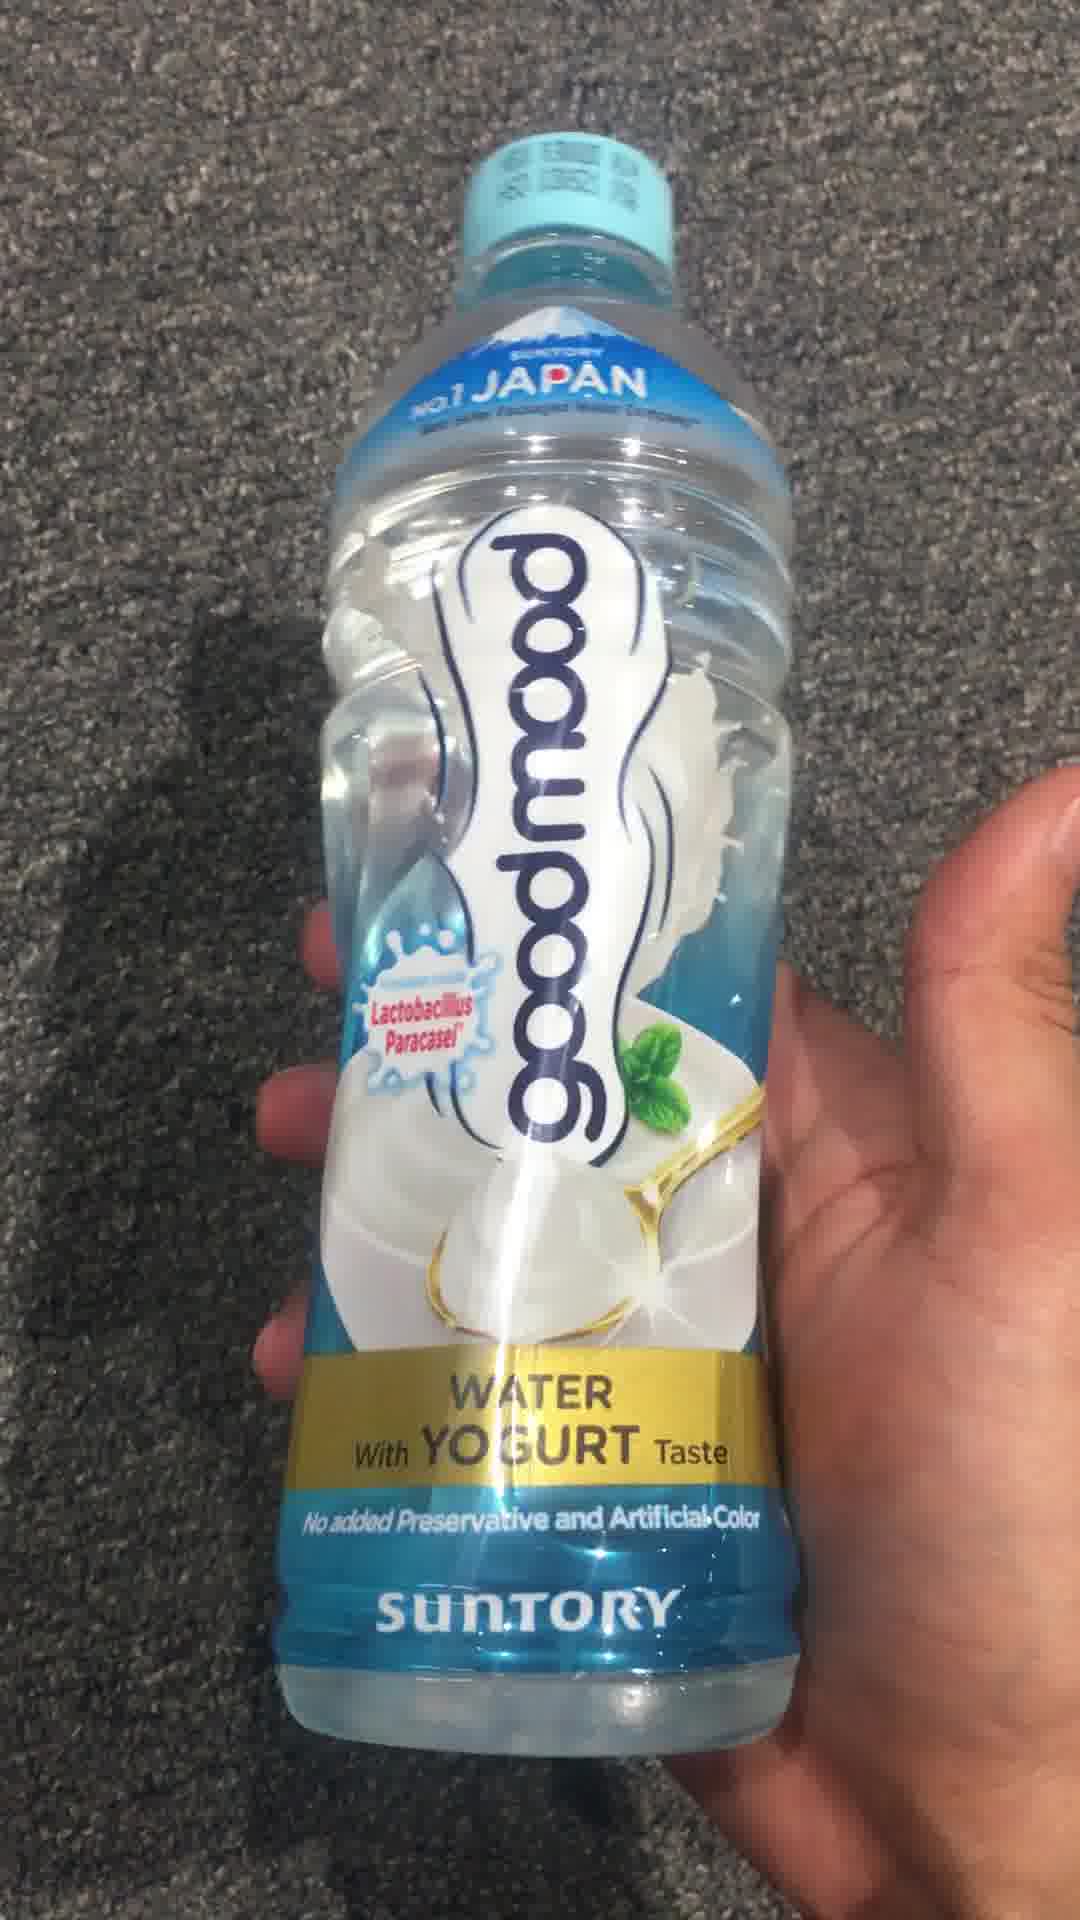 SUNTORY
NO.1 JAPAN
goodmood
Lactobacillus
Paracasei*
WATER
With YOGURT Taste
No added Preservative and Artificial Color
SUNTORY